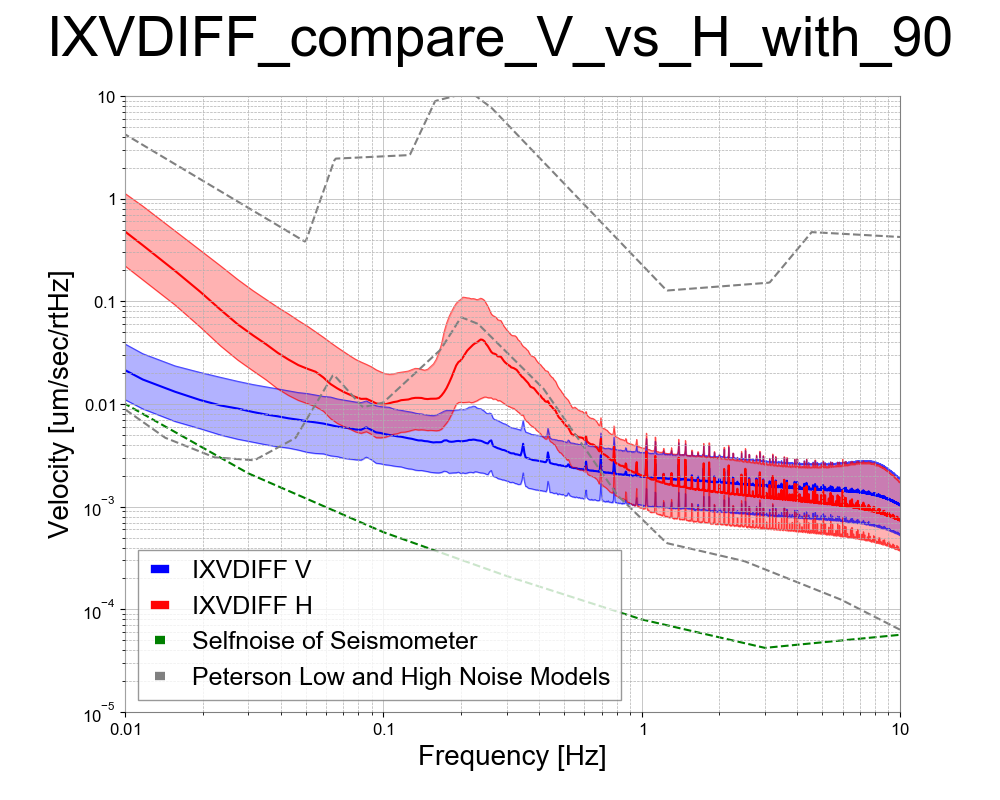 IXVDIFF_compare_V_vs_H_with_90
10
1
0.1
0.01
10⁻³
10⁻⁴
10⁻⁵
Velocity [um/sec/rtHz]
IXVDIFF V
IXVDIFF H
Selfnoise of Seismometer
Peterson Low and High Noise Models
0.01 0.1 1 10
Frequency [Hz]